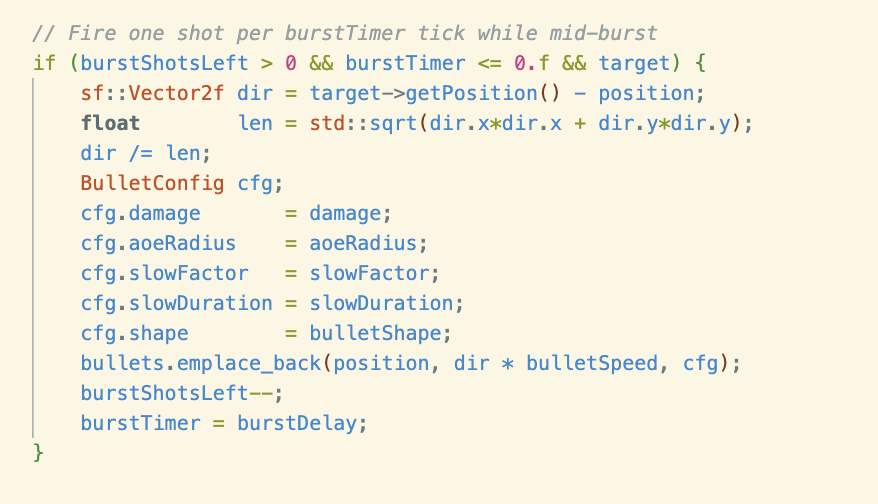 // Fire one shot per burstTimer tick while mid-burst
if (burstShotsLeft > 0 && burstTimer <= 0.f && target) {
    sf::Vector2f dir = target->getPosition() - position;
    float        len = std::sqrt(dir.x*dir.x + dir.y*dir.y);
    dir /= len;
    BulletConfig cfg;
    cfg.damage       = damage;
    cfg.aoeRadius    = aoeRadius;
    cfg.slowFactor   = slowFactor;
    cfg.slowDuration = slowDuration;
    cfg.shape        = bulletShape;
    bullets.emplace_back(position, dir * bulletSpeed, cfg);
    burstShotsLeft--;
    burstTimer = burstDelay;
}